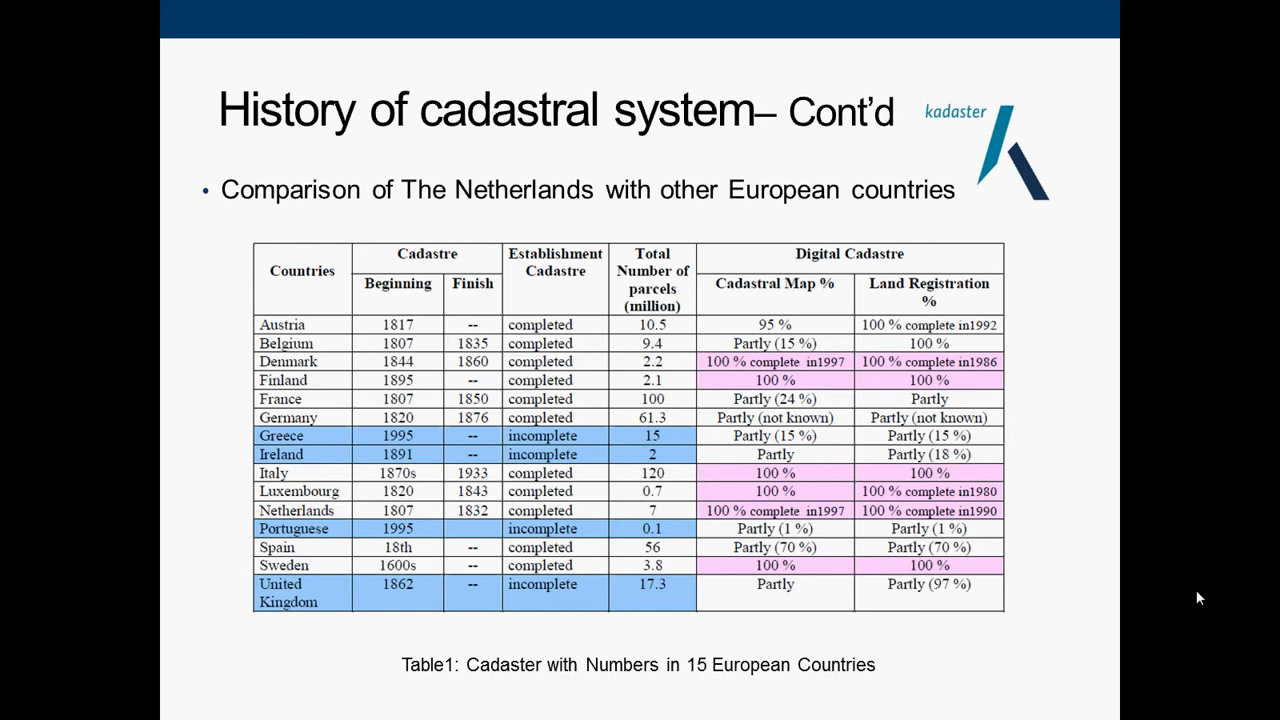 History of cadastral system– Cont'd
kadaster
• Comparison of The Netherlands with other European countries
Countries Cadastre Establishment Cadastre Total Number of parcels (million) Digital Cadastre
Beginning Finish Cadastral Map % Land Registration %
Austria 1817 -- completed 10.5 95 % 100 % complete in1992
Belgium 1807 1835 completed 9.4 Partly (15 %) 100 %
Denmark 1844 1860 completed 2.2 100 % complete in1997 100 % complete in1986
Finland 1895 -- completed 2.1 100 % 100 %
France 1807 1850 completed 100 Partly (24 %) Partly
Germany 1820 1876 completed 61.3 Partly (not known) Partly (not known)
Greece 1995 -- incomplete 15 Partly (15 %) Partly (15 %)
Ireland 1891 -- incomplete 2 Partly Partly (18 %)
Italy 1870s 1933 completed 120 100 % 100 %
Luxembourg 1820 1843 completed 0.7 100 % 100 % complete in1980
Netherlands 1807 1832 completed 7 100 % complete in1997 100 % complete in1990
Portuguese 1995 incomplete 0.1 Partly (1 %) Partly (1 %)
Spain 18th -- completed 56 Partly (70 %) Partly (70 %)
Sweden 1600s -- completed 3.8 100 % 100 %
United Kingdom 1862 -- incomplete 17.3 Partly Partly (97 %)
Table1: Cadaster with Numbers in 15 European Countries